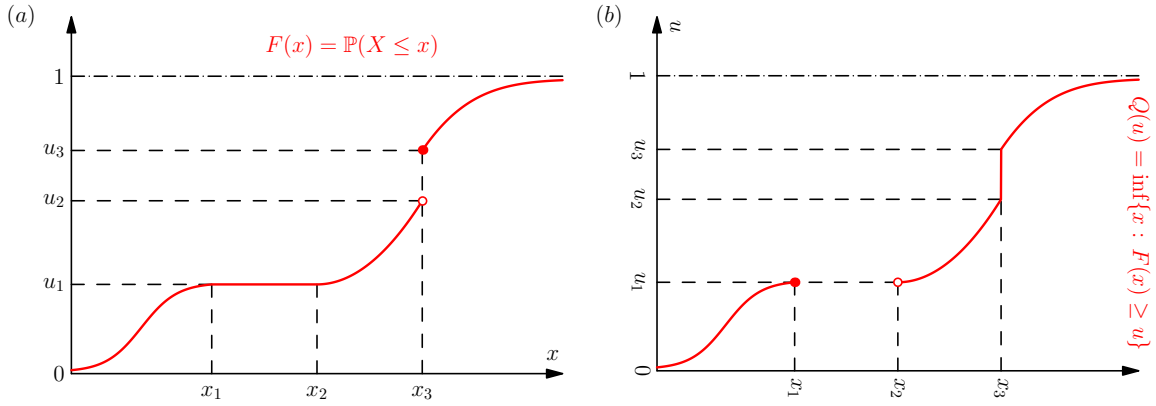 (a)
F(x) = ℙ(X ≤ x)
1
u₃
u₂
u₁
0
x₁
x₂
x₃
x
(b)
u
1
u₃
u₂
u₁
0
x₁
x₂
x₃
Q(u) = inf{x : F(x) ≥ u}